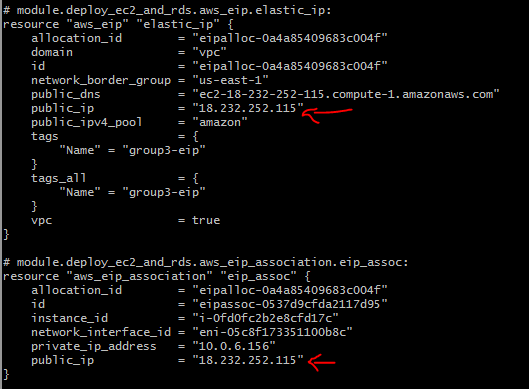 # module.deploy_ec2_and_rds.aws_eip.elastic_ip:
resource "aws_eip" "elastic_ip" {
    allocation_id        = "eipalloc-0a4a85409683c004f"
    domain               = "vpc"
    id                   = "eipalloc-0a4a85409683c004f"
    network_border_group = "us-east-1"
    public_dns           = "ec2-18-232-252-115.compute-1.amazonaws.com"
    public_ip            = "18.232.252.115"
    public_ipv4_pool     = "amazon"
    tags                 = {
        "Name" = "group3-eip"
    }
    tags_all             = {
        "Name" = "group3-eip"
    }
    vpc                  = true
}
# module.deploy_ec2_and_rds.aws_eip_association.eip_assoc:
resource "aws_eip_association" "eip_assoc" {
    allocation_id        = "eipalloc-0a4a85409683c004f"
    id                   = "eipassoc-0537d9cfda2117d95"
    instance_id          = "i-0fd0fc2b2e8cfd17c"
    network_interface_id = "eni-05c8f173351100b8c"
    private_ip_address   = "10.0.6.156"
    public_ip            = "18.232.252.115"
}